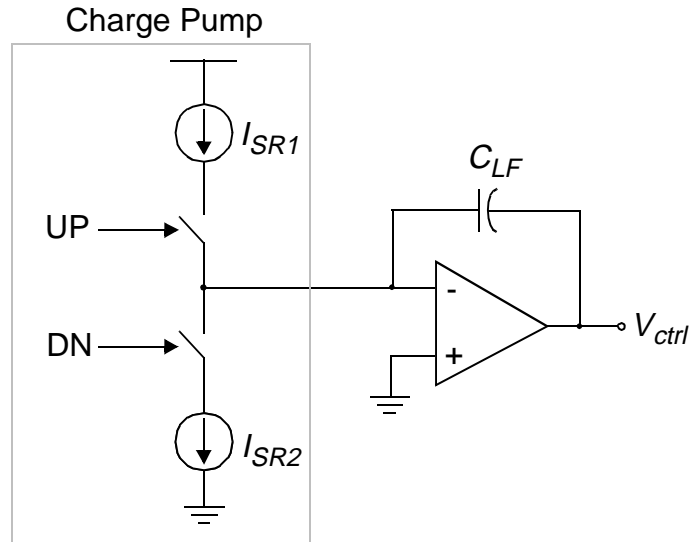 Charge Pump
I_SR1
C_LF
UP
-
DN
+
V_ctrl
I_SR2